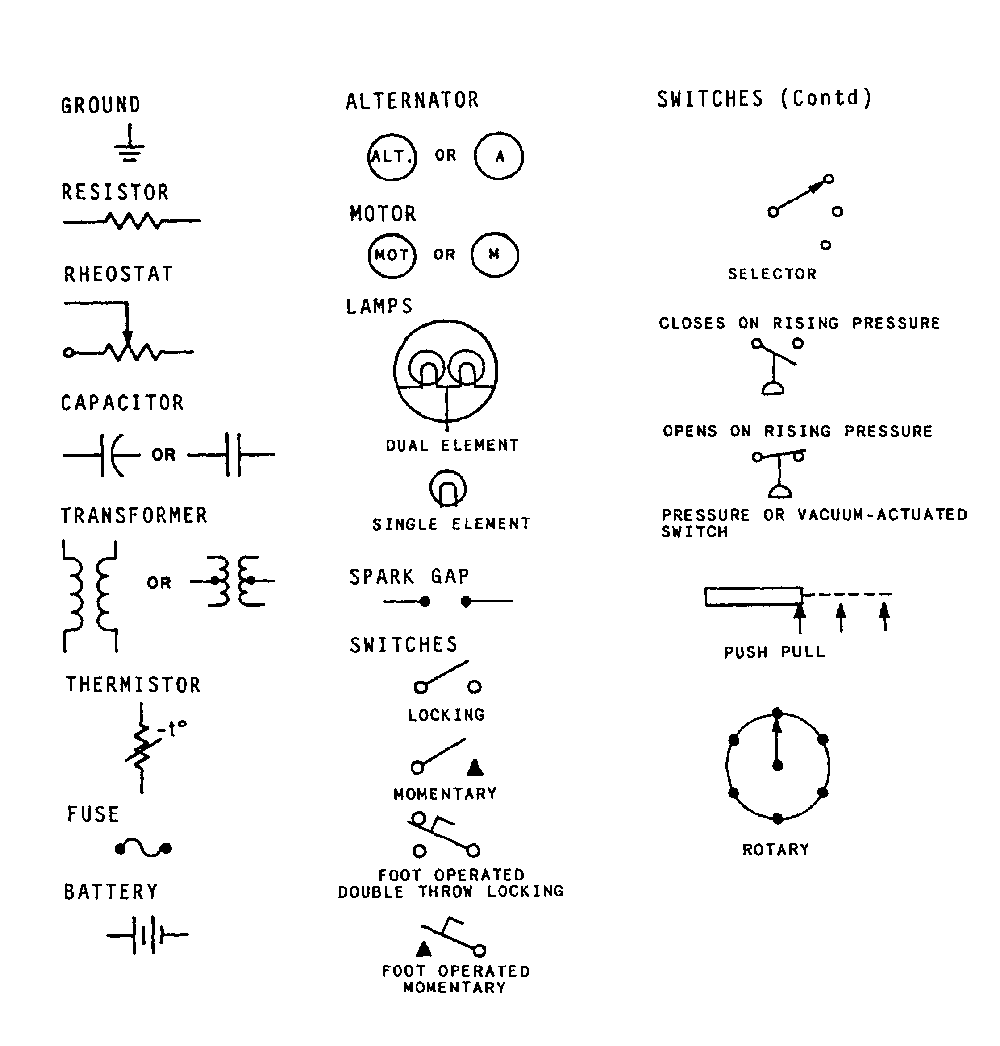 GROUND
RESISTOR
RHEOSTAT
CAPACITOR
OR
TRANSFORMER
OR
THERMISTOR
-t°
FUSE
BATTERY
ALTERNATOR
ALT. OR A
MOTOR
MOT OR M
LAMPS
DUAL ELEMENT
SINGLE ELEMENT
SPARK GAP
SWITCHES
LOCKING
MOMENTARY
FOOT OPERATED
DOUBLE THROW LOCKING
FOOT OPERATED
MOMENTARY
SWITCHES (Contd)
SELECTOR
CLOSES ON RISING PRESSURE
OPENS ON RISING PRESSURE
PRESSURE OR VACUUM-ACTUATED
SWITCH
PUSH PULL
ROTARY